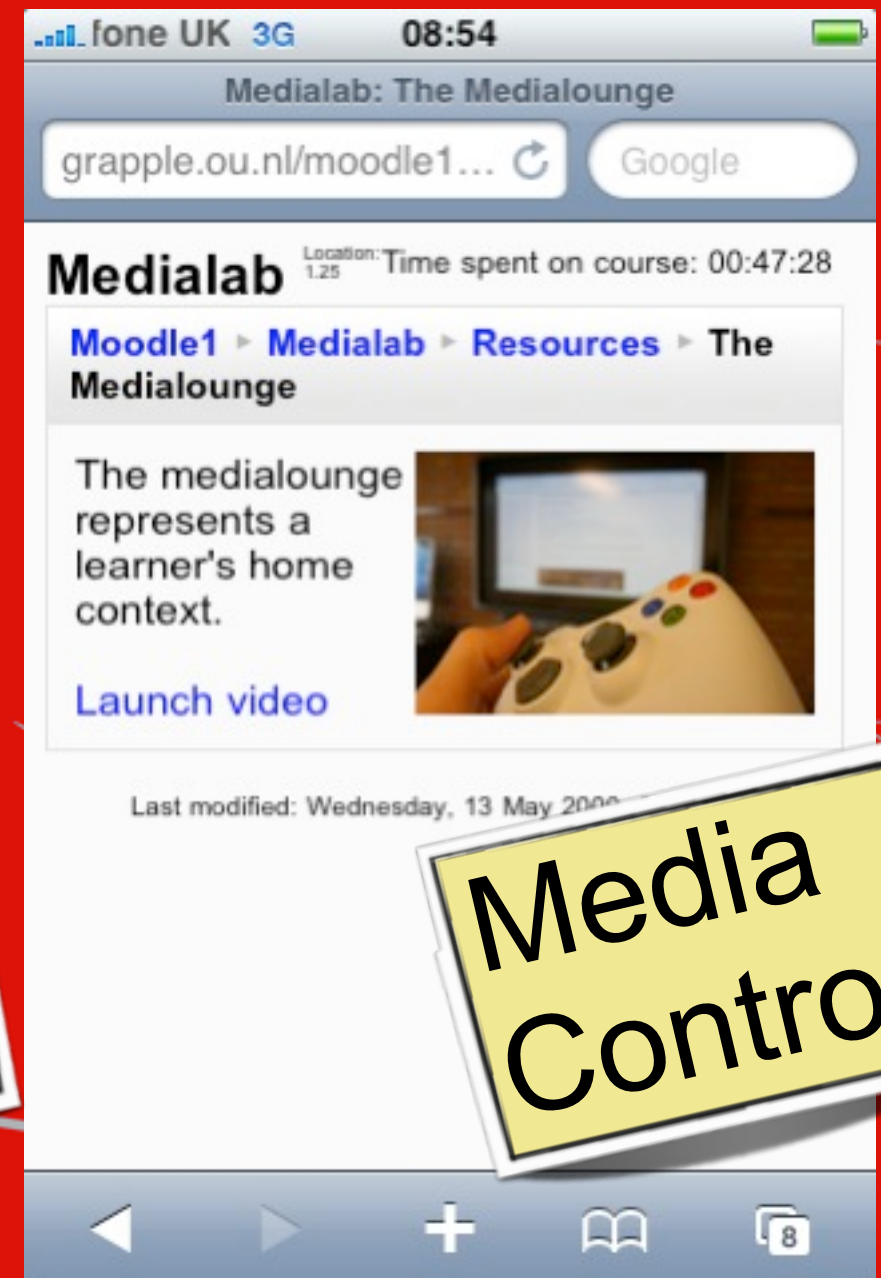 fone UK 3G 08:54
Medialab: The Medialounge
grapple.ou.nl/moodle1... Google
Medialab Location: 1.25 Time spent on course: 00:47:28
Moodle1 ▸ Medialab ▸ Resources ▸ The
Medialounge
The medialounge
represents a
learner's home
context.
Launch video
Last modified: Wednesday, 13 May
Media
Contro
8